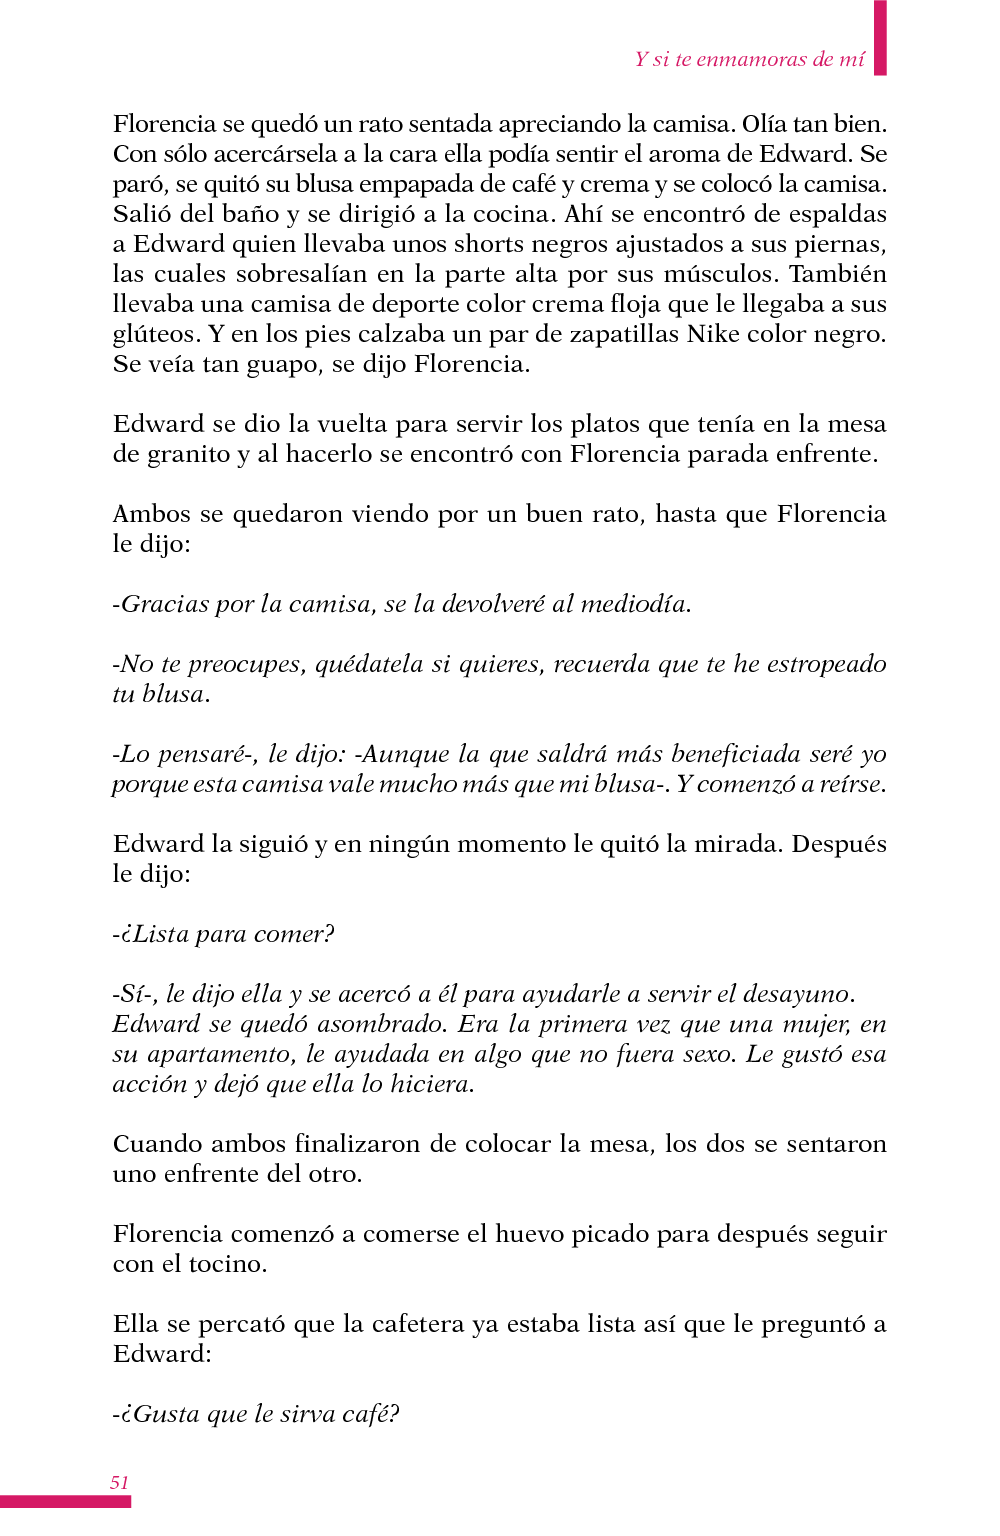 Y si te enmamoras de mí
Florencia se quedó un rato sentada apreciando la camisa. Olía tan bien.
Con sólo acercársela a la cara ella podía sentir el aroma de Edward. Se
paró, se quitó su blusa empapada de café y crema y se colocó la camisa.
Salió del baño y se dirigió a la cocina. Ahí se encontró de espaldas
a Edward quien llevaba unos shorts negros ajustados a sus piernas,
las cuales sobresalían en la parte alta por sus músculos. También
llevaba una camisa de deporte color crema floja que le llegaba a sus
glúteos. Y en los pies calzaba un par de zapatillas Nike color negro.
Se veía tan guapo, se dijo Florencia.
Edward se dio la vuelta para servir los platos que tenía en la mesa
de granito y al hacerlo se encontró con Florencia parada enfrente.
Ambos se quedaron viendo por un buen rato, hasta que Florencia
le dijo:
-Gracias por la camisa, se la devolveré al mediodía.
-No te preocupes, quédatela si quieres, recuerda que te he estropeado
tu blusa.
-Lo pensaré-, le dijo: -Aunque la que saldrá más beneficiada seré yo
porque esta camisa vale mucho más que mi blusa-. Y comenzó a reírse.
Edward la siguió y en ningún momento le quitó la mirada. Después
le dijo:
-¿Lista para comer?
-Sí-, le dijo ella y se acercó a él para ayudarle a servir el desayuno.
Edward se quedó asombrado. Era la primera vez que una mujer, en
su apartamento, le ayudada en algo que no fuera sexo. Le gustó esa
acción y dejó que ella lo hiciera.
Cuando ambos finalizaron de colocar la mesa, los dos se sentaron
uno enfrente del otro.
Florencia comenzó a comerse el huevo picado para después seguir
con el tocino.
Ella se percató que la cafetera ya estaba lista así que le preguntó a
Edward:
-¿Gusta que le sirva café?
51